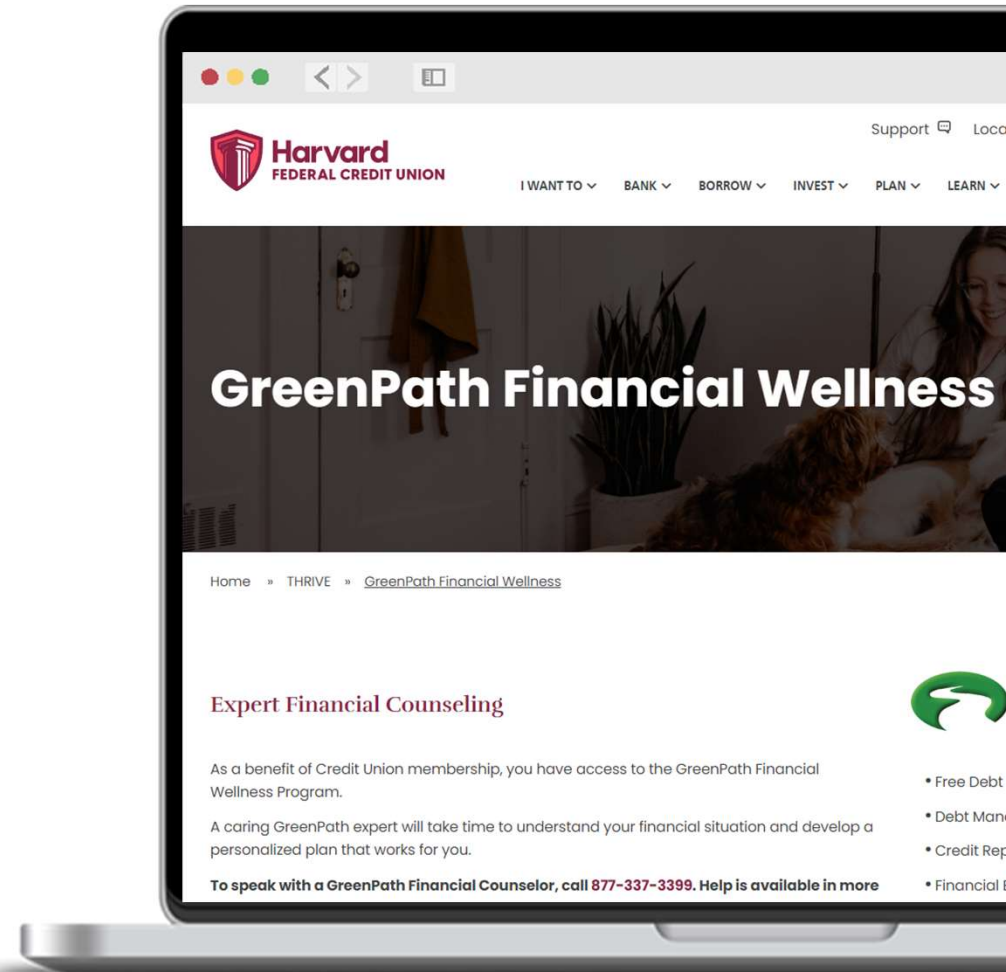 Support
Harvard
FEDERAL CREDIT UNION
I WANT TO BANK BORROW INVEST PLAN LEARN
GreenPath Financial Wellness
Home » THRIVE » GreenPath Financial Wellness
Expert Financial Counseling
As a benefit of Credit Union membership, you have access to the GreenPath Financial
Wellness Program.
A caring GreenPath expert will take time to understand your financial situation and develop a
personalized plan that works for you.
To speak with a GreenPath Financial Counselor, call 877-337-3399. Help is available in more
• Free Debt
• Debt
• Credit
• Financial